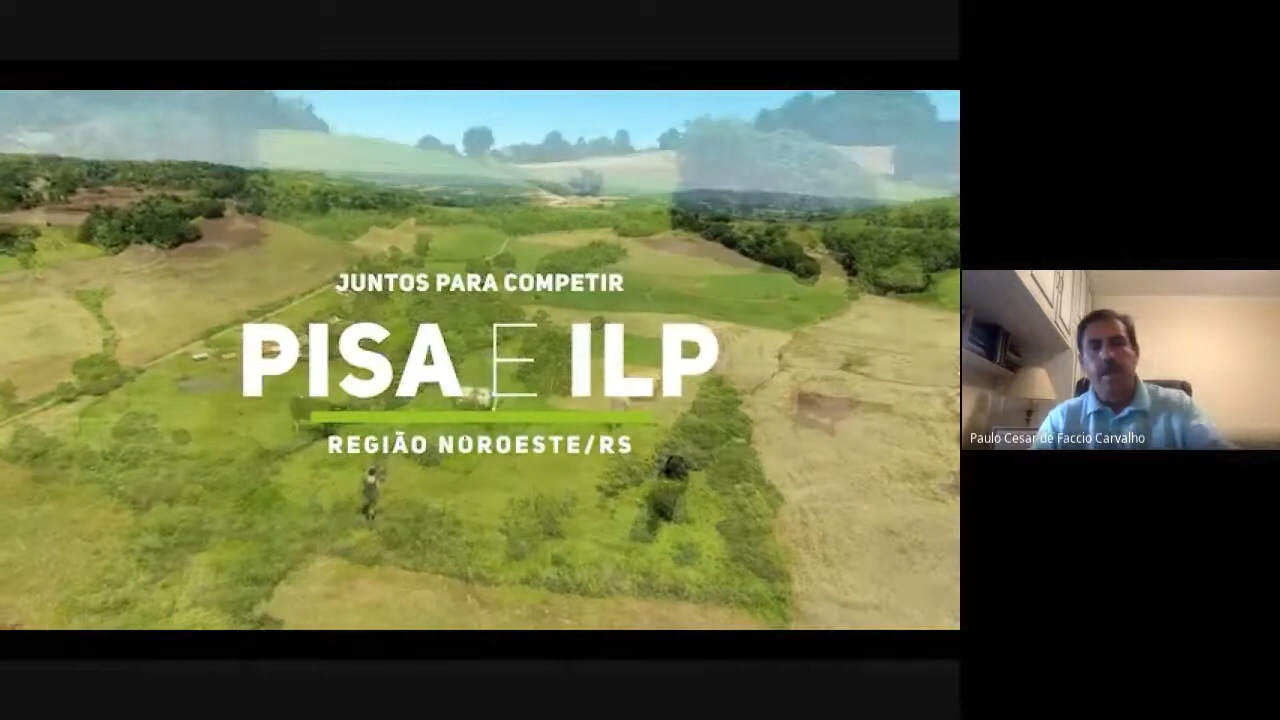 JUNTOS PARA COMPETIR
PISA E ILP
REGIÃO NOROESTE/RS
Paulo Cesar de Faccio Carvalho